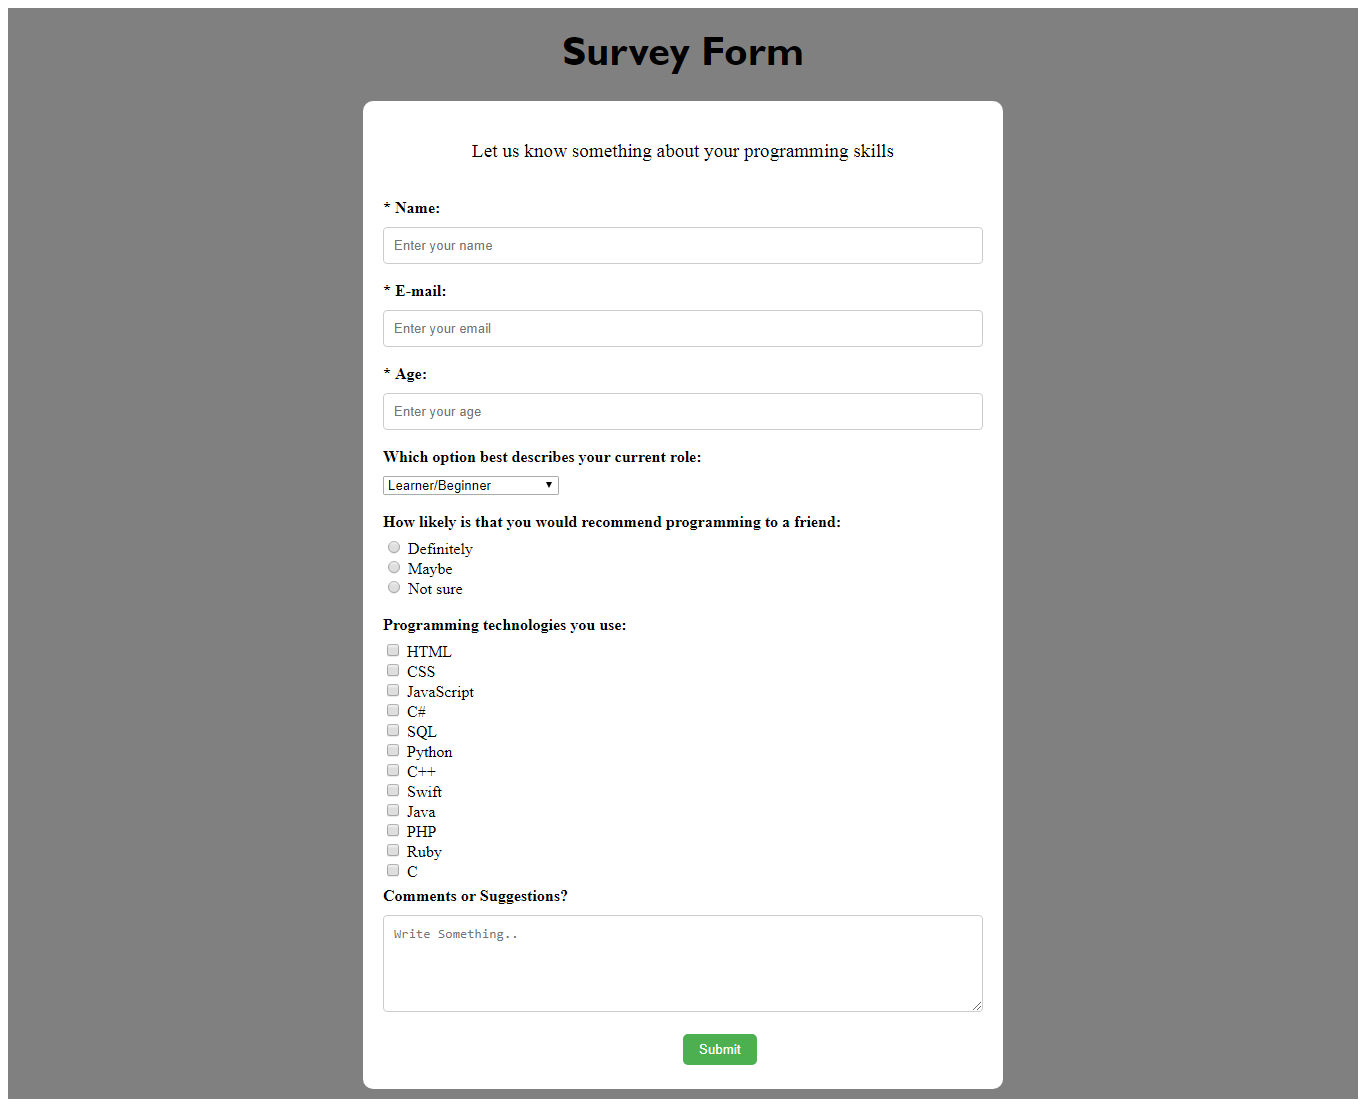 Survey Form
Let us know something about your programming skills
* Name:
Enter your name
* E-mail:
Enter your email
* Age:
Enter your age
Which option best describes your current role:
Learner/Beginner
How likely is that you would recommend programming to a friend:
Definitely
Maybe
Not sure
Programming technologies you use:
HTML
CSS
JavaScript
C#
SQL
Python
C++
Swift
Java
PHP
Ruby
C
Comments or Suggestions?
Write Something..
Submit